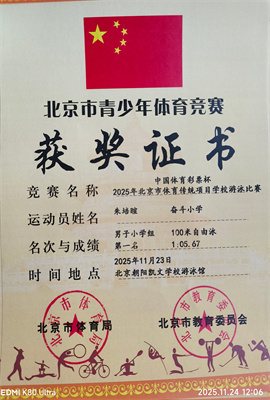 北京市青少年体育竞赛
获奖证书
中国体育彩票杯
竞赛名称 2025年北京市体育传统项目学校游泳比赛
运动员姓名 朱培暄 奋斗小学
男子小学组 100米自由泳
名次与成绩 第一名 1:05.67
2025年11月23日
时间地点 北京朝阳凯文学校游泳馆
北京市体育局 北京市教育委员会
REDMI K80 Ultra 2025.11.24 12:06